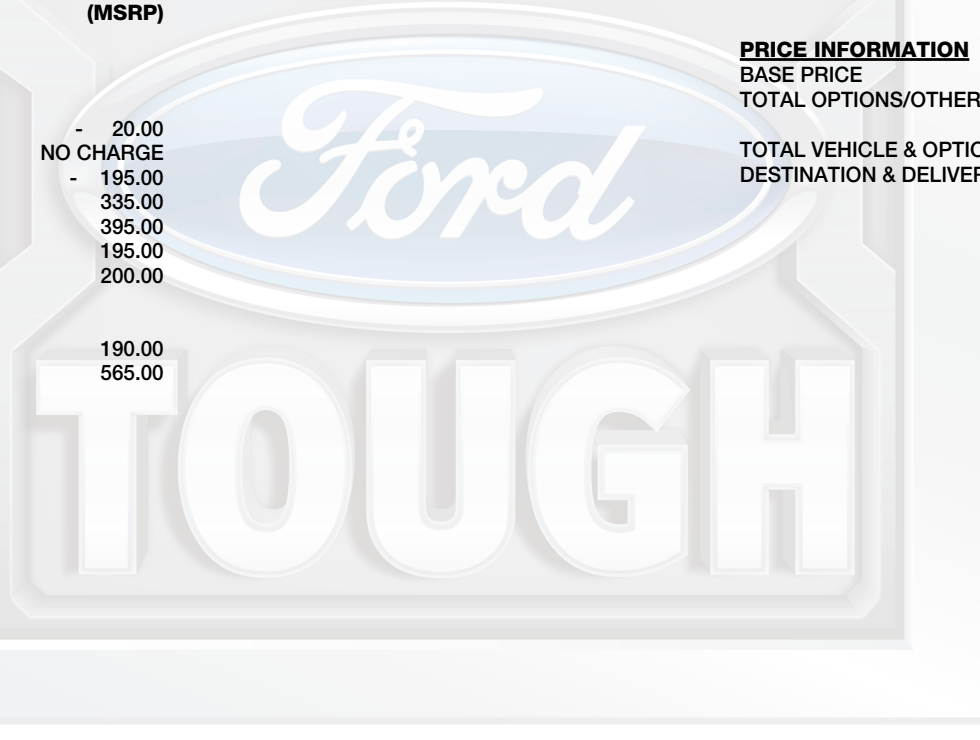 (MSRP)
- 20.00
NO CHARGE
- 195.00
335.00
395.00
195.00
200.00
190.00
565.00
PRICE INFORMATION
BASE PRICE
TOTAL OPTIONS/OTHER
TOTAL VEHICLE & OPTIO
DESTINATION & DELIVER
Ford
TOUGH